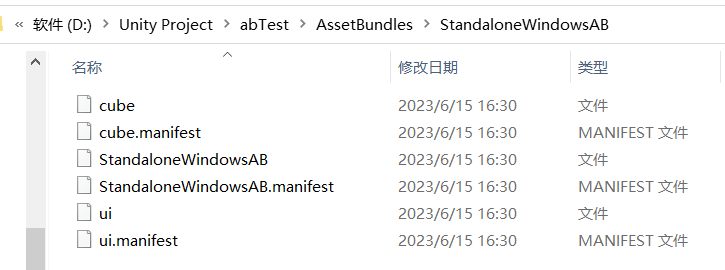 « 软件 (D:) › Unity Project › abTest › AssetBundles › StandaloneWindowsAB
名称 修改日期 类型
cube 2023/6/15 16:30 文件
cube.manifest 2023/6/15 16:30 MANIFEST 文件
StandaloneWindowsAB 2023/6/15 16:30 文件
StandaloneWindowsAB.manifest 2023/6/15 16:30 MANIFEST 文件
ui 2023/6/15 16:30 文件
ui.manifest 2023/6/15 16:30 MANIFEST 文件